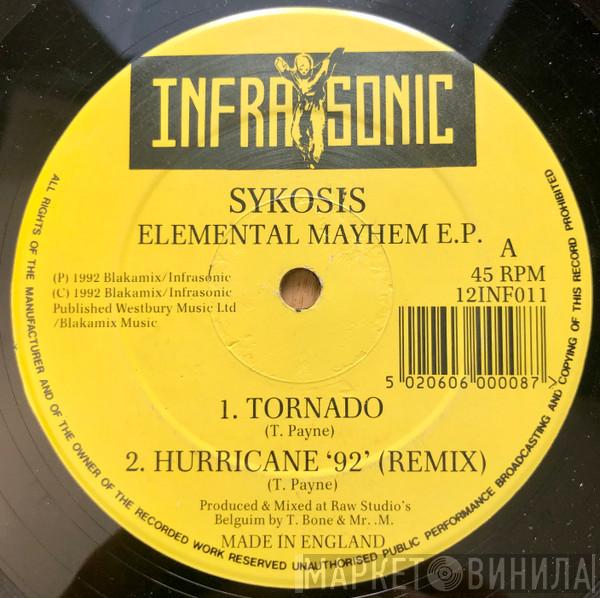 INFRA SONIC
SYKOSIS
ELEMENTAL MAYHEM E.P.
A
45 RPM
12INF011
(P) 1992 Blakamix/Infrasonic
(C) 1992 Blakamix/Infrasonic
Published Westbury Music Ltd
/Blakamix Music
5 020606 000087 >
1. TORNADO
(T. Payne)
2. HURRICANE ‘92’ (REMIX)
(T. Payne)
Produced & Mixed at Raw Studio's
Belguim by T. Bone & Mr. .M.
MADE IN ENGLAND
ALL RIGHTS OF THE MANUFACTURER AND OF THE OWNER OF THE RECORDED WORK RESERVED UNAUTHORISED PUBLIC PERFORMANCE BROADCASTING AND COPYING OF THIS RECORD PROHIBITED
МАРКЕТ ВИНИЛА